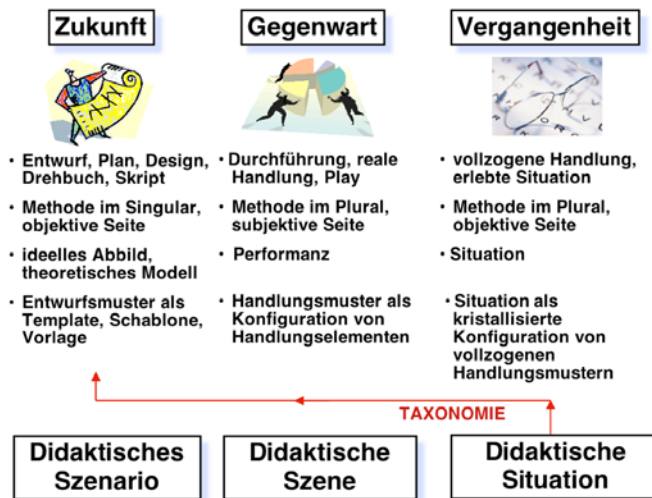 Zukunft
• Entwurf, Plan, Design,
Drehbuch, Skript
• Methode im Singular,
objektive Seite
• ideelles Abbild,
theoretisches Modell
• Entwurfsmuster als
Template, Schablone,
Vorlage
Gegenwart
• Durchführung, reale
Handlung, Play
• Methode im Plural,
subjektive Seite
• Performanz
• Handlungsmuster als
Konfiguration von
Handlungselementen
Vergangenheit
• vollzogene Handlung,
erlebte Situation
• Methode im Plural,
objektive Seite
• Situation
• Situation als
kristallisierte
Konfiguration von
vollzogenen
Handlungsmustern
TAXONOMIE
Didaktisches
Szenario
Didaktische
Szene
Didaktische
Situation